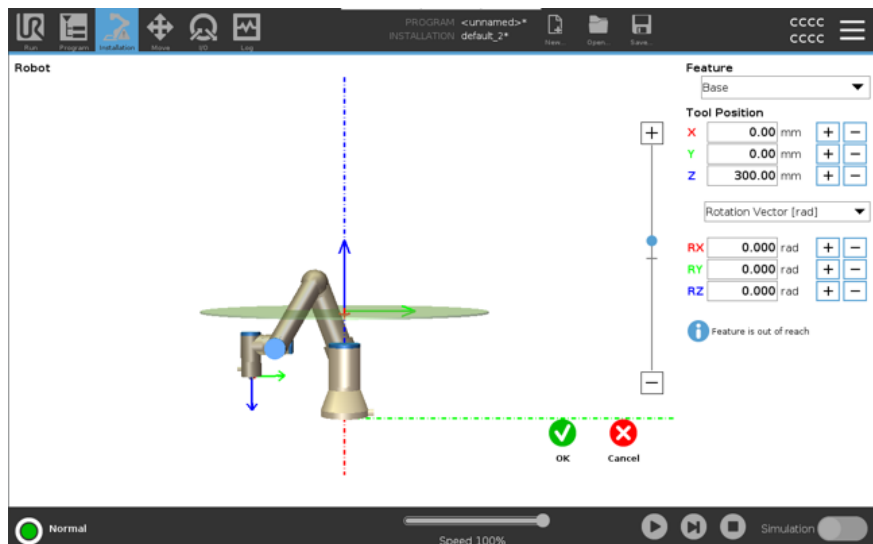 PROGRAM <unnamed>*
INSTALLATION default_2*
cccc
cccc
UR
Run
Program
Installation
Move
I/O
Log
New...
Open...
Save...
Robot
Feature
Base
Tool Position
X 0.00 mm + −
Y 0.00 mm + −
Z 300.00 mm + −
Rotation Vector [rad]
RX 0.000 rad + −
RY 0.000 rad + −
RZ 0.000 rad + −
i Feature is out of reach
+
−
OK
Cancel
Normal
Speed 100%
Simulation